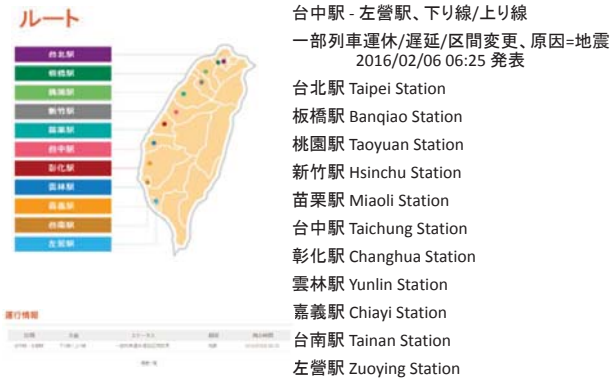 ルート
台北駅
板橋駅
桃園駅
新竹駅
苗栗駅
台中駅
彰化駅
雲林駅
嘉義駅
台南駅
左營駅
運行情報
台中駅 - 左營駅、下り線/上り線
一部列車運休/遅延/区間変更、原因=地震
2016/02/06 06:25 発表
台北駅 Taipei Station
板橋駅 Banqiao Station
桃園駅 Taoyuan Station
新竹駅 Hsinchu Station
苗栗駅 Miaoli Station
台中駅 Taichung Station
彰化駅 Changhua Station
雲林駅 Yunlin Station
嘉義駅 Chiayi Station
台南駅 Tainan Station
左營駅 Zuoying Station